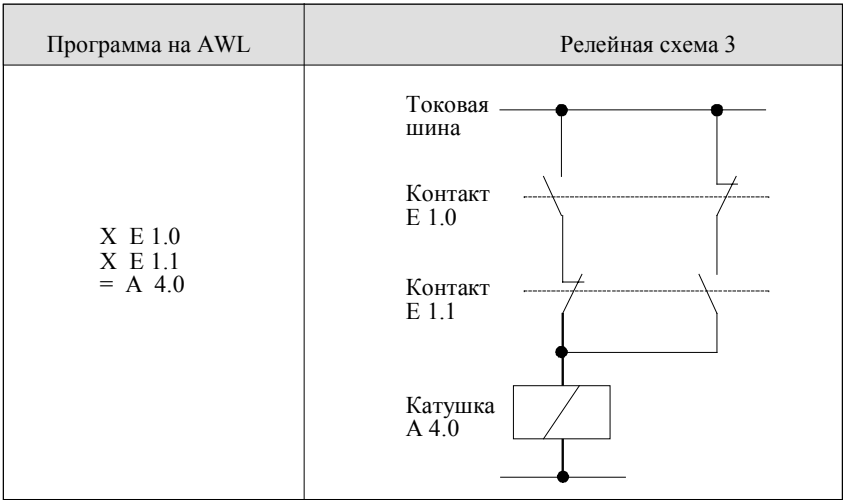 Программа на AWL
Релейная схема 3
X E 1.0
X E 1.1
= A 4.0
Токовая
шина
Контакт
E 1.0
Контакт
E 1.1
Катушка
A 4.0